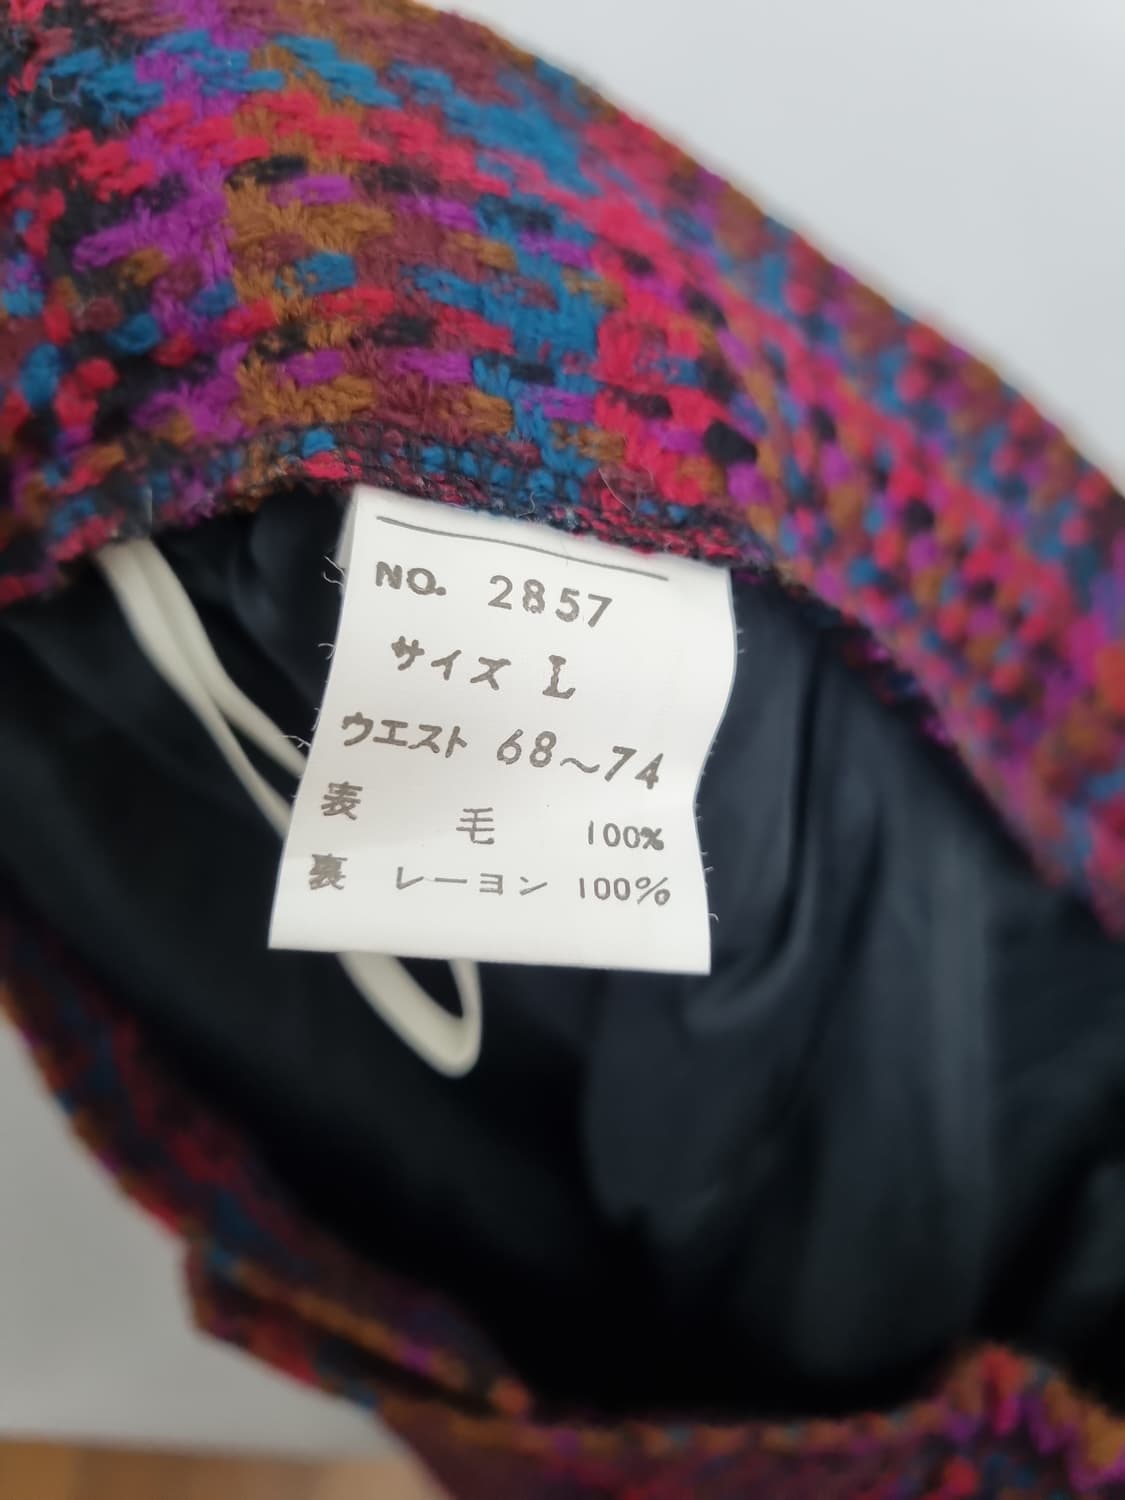 NO. 2857
サイズ L
ウエスト 68~74
表 毛 100%
裏 レーヨン 100%